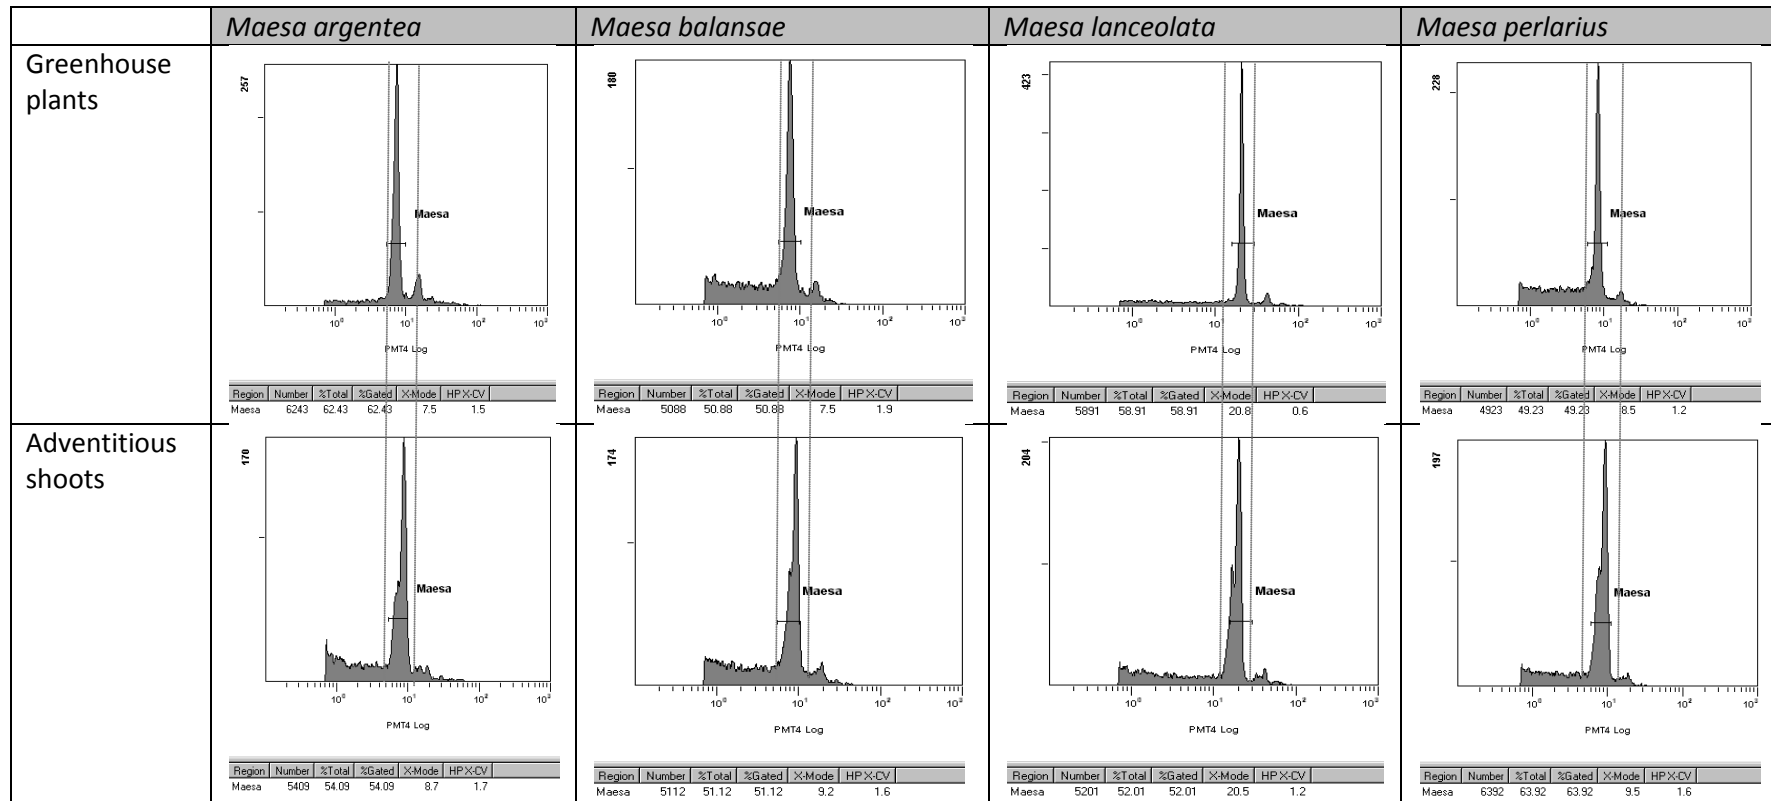 Maesa argentea Maesa balansae Maesa lanceolata Maesa perlarius
Greenhouse
plants
257
Maesa
10⁰ 10¹ 10² 10³
PMT4 Log
Region Number %Total %Gated X-Mode HP X-CV
Maesa 6243 62.43 62.43 7.5 1.5
180
Maesa
10⁰ 10¹ 10² 10³
PMT4 Log
Region Number %Total %Gated X-Mode HP X-CV
Maesa 5088 50.88 50.88 7.5 1.9
423
Maesa
10⁰ 10¹ 10² 10³
PMT4 Log
Region Number %Total %Gated X-Mode HP X-CV
Maesa 5891 58.91 58.91 20.8 0.6
228
Maesa
10⁰ 10¹ 10² 10³
PMT4 Log
Region Number %Total %Gated X-Mode HP X-CV
Maesa 4923 49.23 49.23 8.5 1.2
Adventitious
shoots
170
Maesa
10⁰ 10¹ 10² 10³
PMT4 Log
Region Number %Total %Gated X-Mode HP X-CV
Maesa 5409 54.09 54.09 8.7 1.7
174
Maesa
10⁰ 10¹ 10² 10³
PMT4 Log
Region Number %Total %Gated X-Mode HP X-CV
Maesa 5112 51.12 51.12 9.2 1.6
204
Maesa
10⁰ 10¹ 10² 10³
PMT4 Log
Region Number %Total %Gated X-Mode HP X-CV
Maesa 5201 52.01 52.01 20.5 1.2
197
Maesa
10⁰ 10¹ 10² 10³
PMT4 Log
Region Number %Total %Gated X-Mode HP X-CV
Maesa 6392 63.92 63.92 9.5 1.6